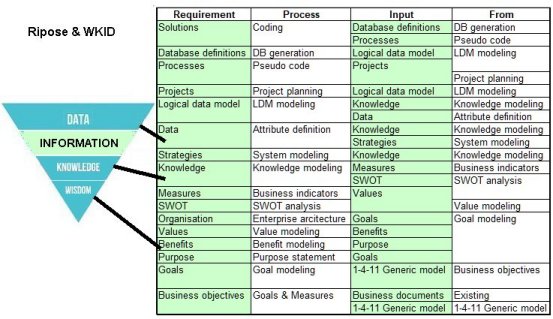 Ripose & WKID
DATA
INFORMATION
KNOWLEDGE
WISDOM
Requirement Process Input From
Solutions Coding Database definitions DB generation
Processes Pseudo code
Database definitions DB generation Logical data model LDM modeling
Processes Pseudo code Projects
Project planning
Projects Project planning Logical data model LDM modeling
Logical data model LDM modeling Knowledge Knowledge modeling
Data Attribute definition
Data Attribute definition Knowledge Knowledge modeling
Strategies System modeling
Strategies System modeling Knowledge Knowledge modeling
Knowledge Knowledge modeling Measures Business indicators
SWOT SWOT analysis
Measures Business indicators Values
SWOT SWOT analysis Value modeling
Organisation Enterprise arcitecture Goals Goal modeling
Values Value modeling Benefits
Benefits Benefit modeling Purpose
Purpose Purpose statement Goals
Goals Goal modeling 1-4-11 Generic model Business objectives
Business objectives Goals & Measures Business documents Existing
1-4-11 Generic model 1-4-11 Generic model